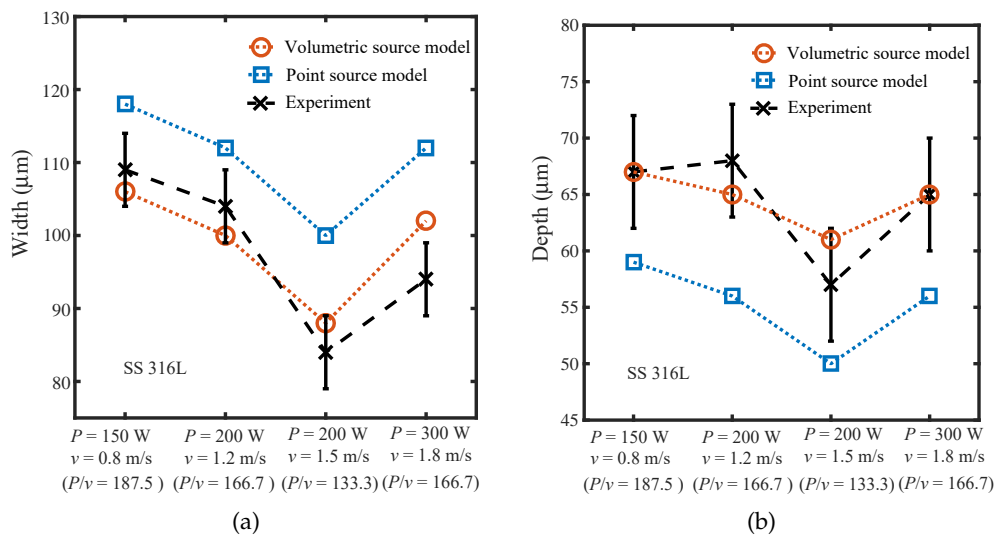 130
120
110
100
90
80
Width (μm)
Volumetric source model
Point source model
Experiment
SS 316L
P = 150 W
v = 0.8 m/s
(P/v = 187.5 )
P = 200 W
v = 1.2 m/s
(P/v = 166.7)
P = 200 W
v = 1.5 m/s
(P/v = 133.3)
P = 300 W
v = 1.8 m/s
(P/v = 166.7)
(a)
80
75
70
65
60
55
50
45
Depth (μm)
Volumetric source model
Point source model
Experiment
SS 316L
P = 150 W
v = 0.8 m/s
(P/v = 187.5 )
P = 200 W
v = 1.2 m/s
(P/v = 166.7)
P = 200 W
v = 1.5 m/s
(P/v = 133.3)
P = 300 W
v = 1.8 m/s
(P/v = 166.7)
(b)